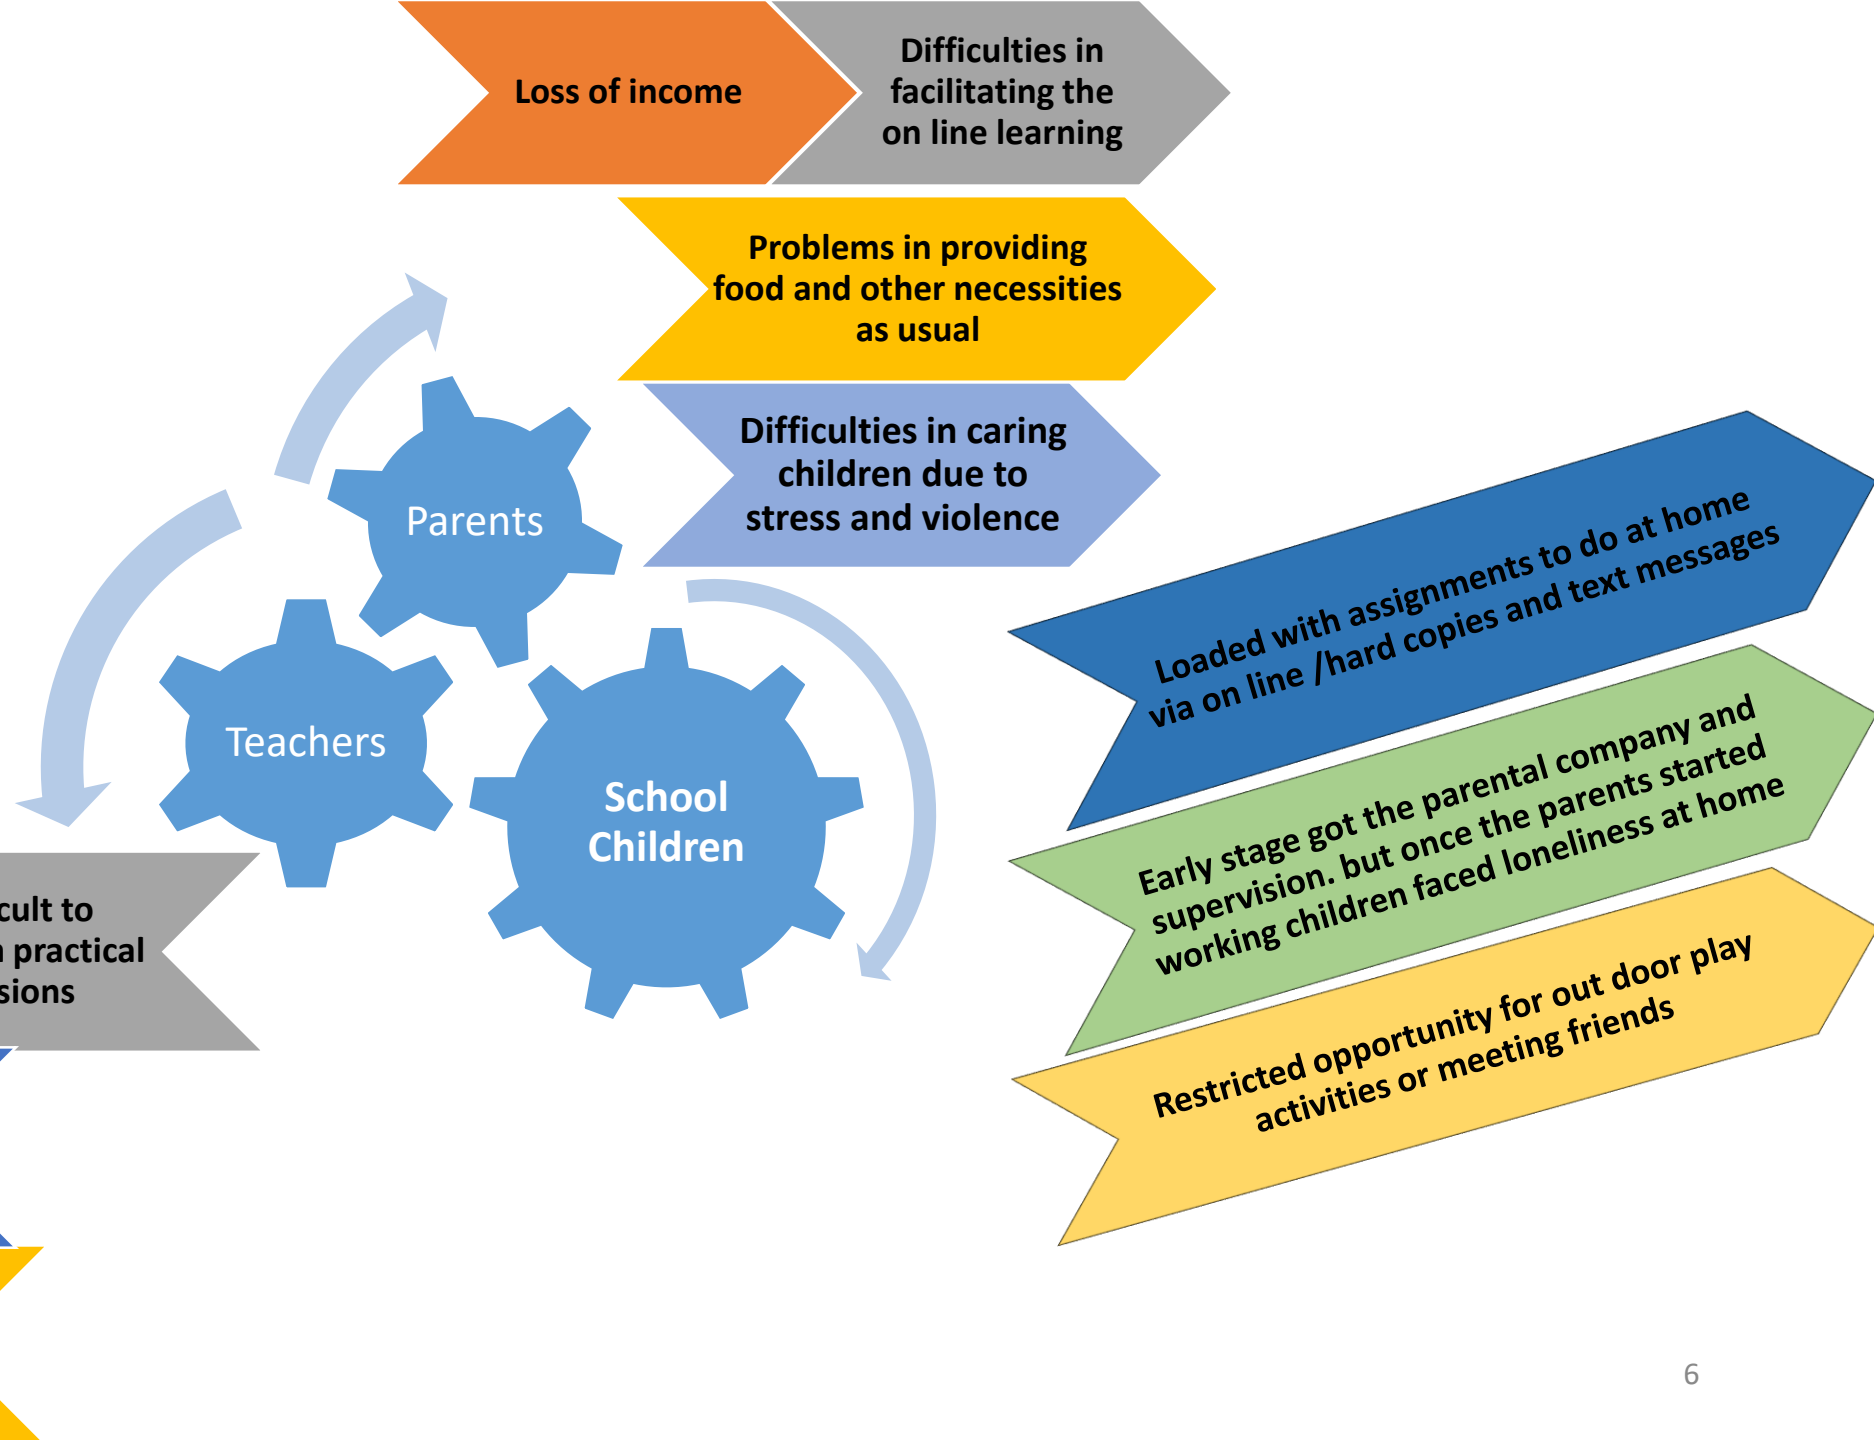 Loss of income
Difficulties in
facilitating the
on line learning
Problems in providing
food and other necessities
as usual
Difficulties in caring
children due to
stress and violence
Parents
Teachers
School
Children
Loaded with assignments to do at home
via on line /hard copies and text messages
Early stage got the parental company and
supervision. but once the parents started
working children faced loneliness at home
Restricted opportunity for out door play
activities or meeting friends
to
practical
6